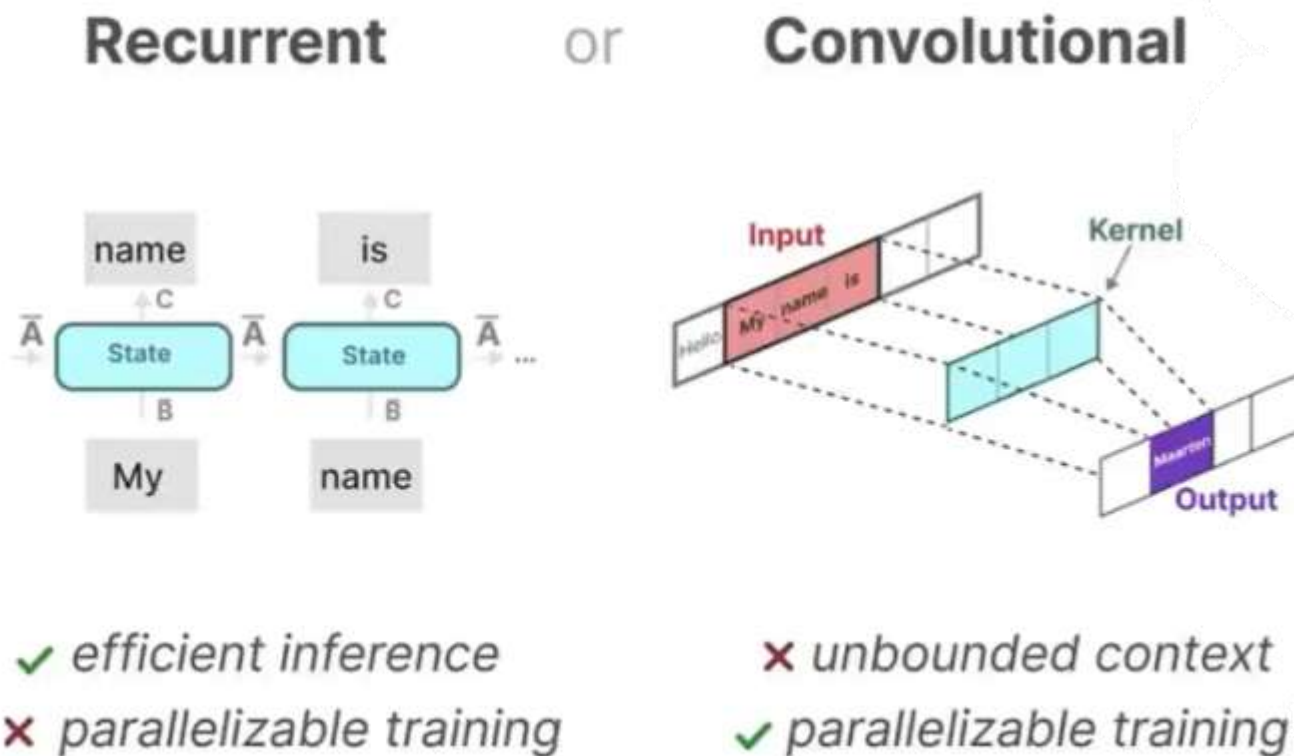 Recurrent or Convolutional
name is
C C
A̅ State A̅ State A̅ ...
B̅ B̅
My name
Input
Kernel
Hello My name is
Maarten
Output
✓ efficient inference
✗ parallelizable training
✗ unbounded context
✓ parallelizable training